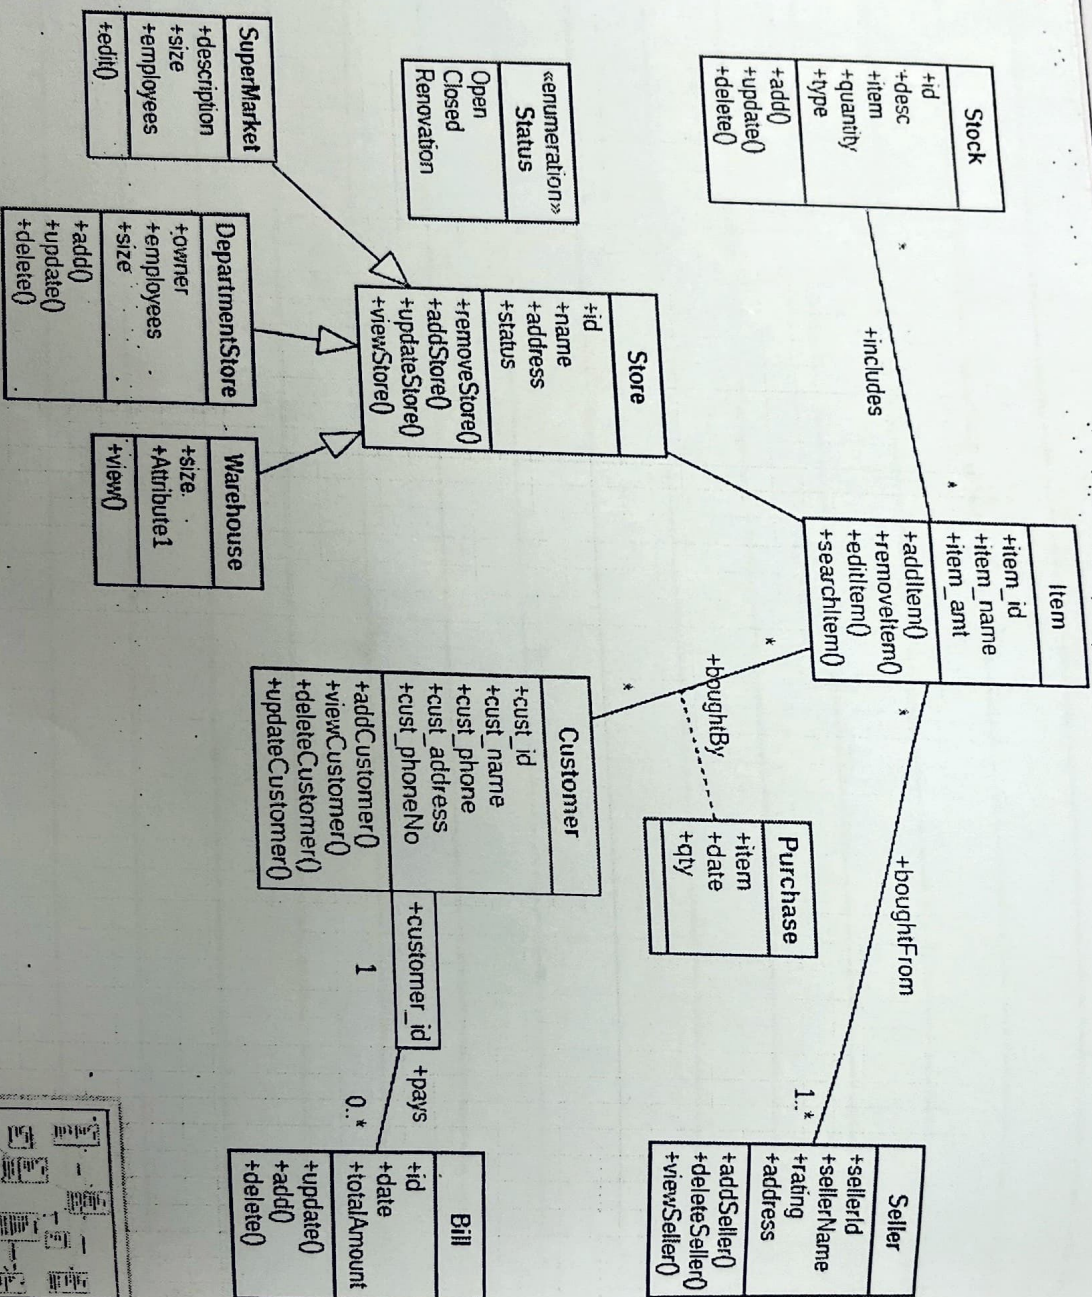 Stock
+id
+desc
+item
+quantity
+type
+add()
+update()
+delete()
*
+includes
*
Item
+item_id
+item_name
+item_amt
+addItem()
+removeItem()
+editItem()
+searchItem()
*
+boughtFrom
1..*
Seller
+sellerId
+sellerName
+rating
+address
+addSeller()
+deleteSeller()
+viewSeller()
«enumeration»
Status
Open
Closed
Renovation
Store
+id
+name
+address
+status
+removeStore()
+addStore()
+updateStore()
+viewStore()
*
+boughtBy
*
Purchase
+item
+date
+qty
Customer
+cust_id
+cust_name
+cust_phone
+cust_address
+cust_phoneNo
+addCustomer()
+viewCustomer()
+deleteCustomer()
+updateCustomer()
+customer_id
1
+pays
0..*
Bill
+id
+date
+totalAmount
+update()
+add()
+delete()
SuperMarket
+description
+size
+employees
+edit()
DepartmentStore
+owner
+employees
+size
+add()
+update()
+delete()
Warehouse
+size
+Attribute1
+view()